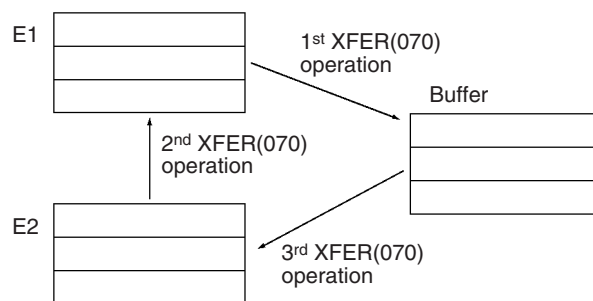 E1
1st XFER(070)
operation
Buffer
2nd XFER(070)
operation
E2
3rd XFER(070)
operation